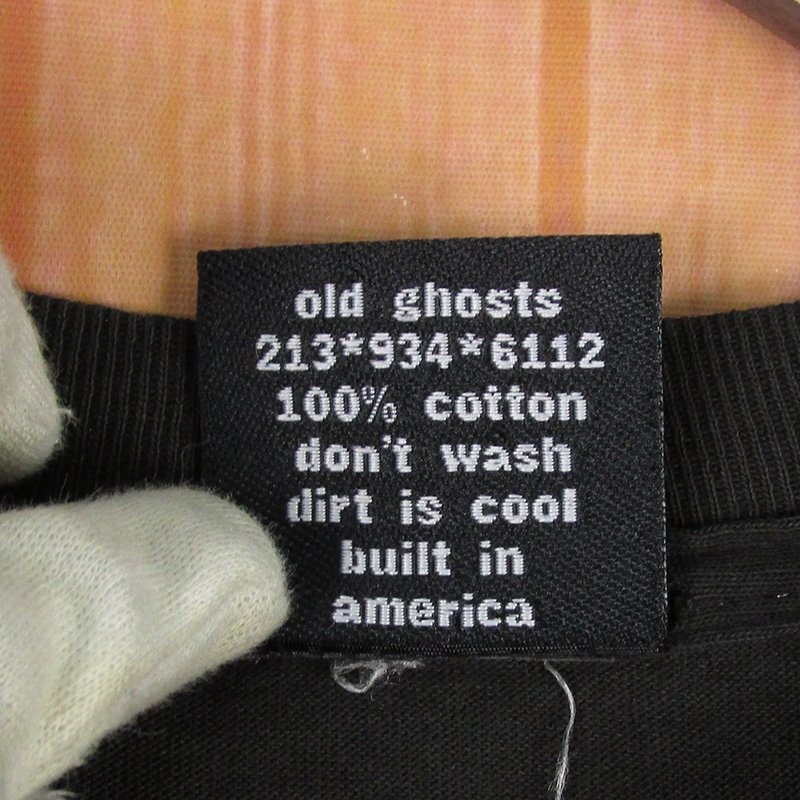 old ghosts
213*934*6112
100% cotton
don't wash
dirt is cool
built in
america